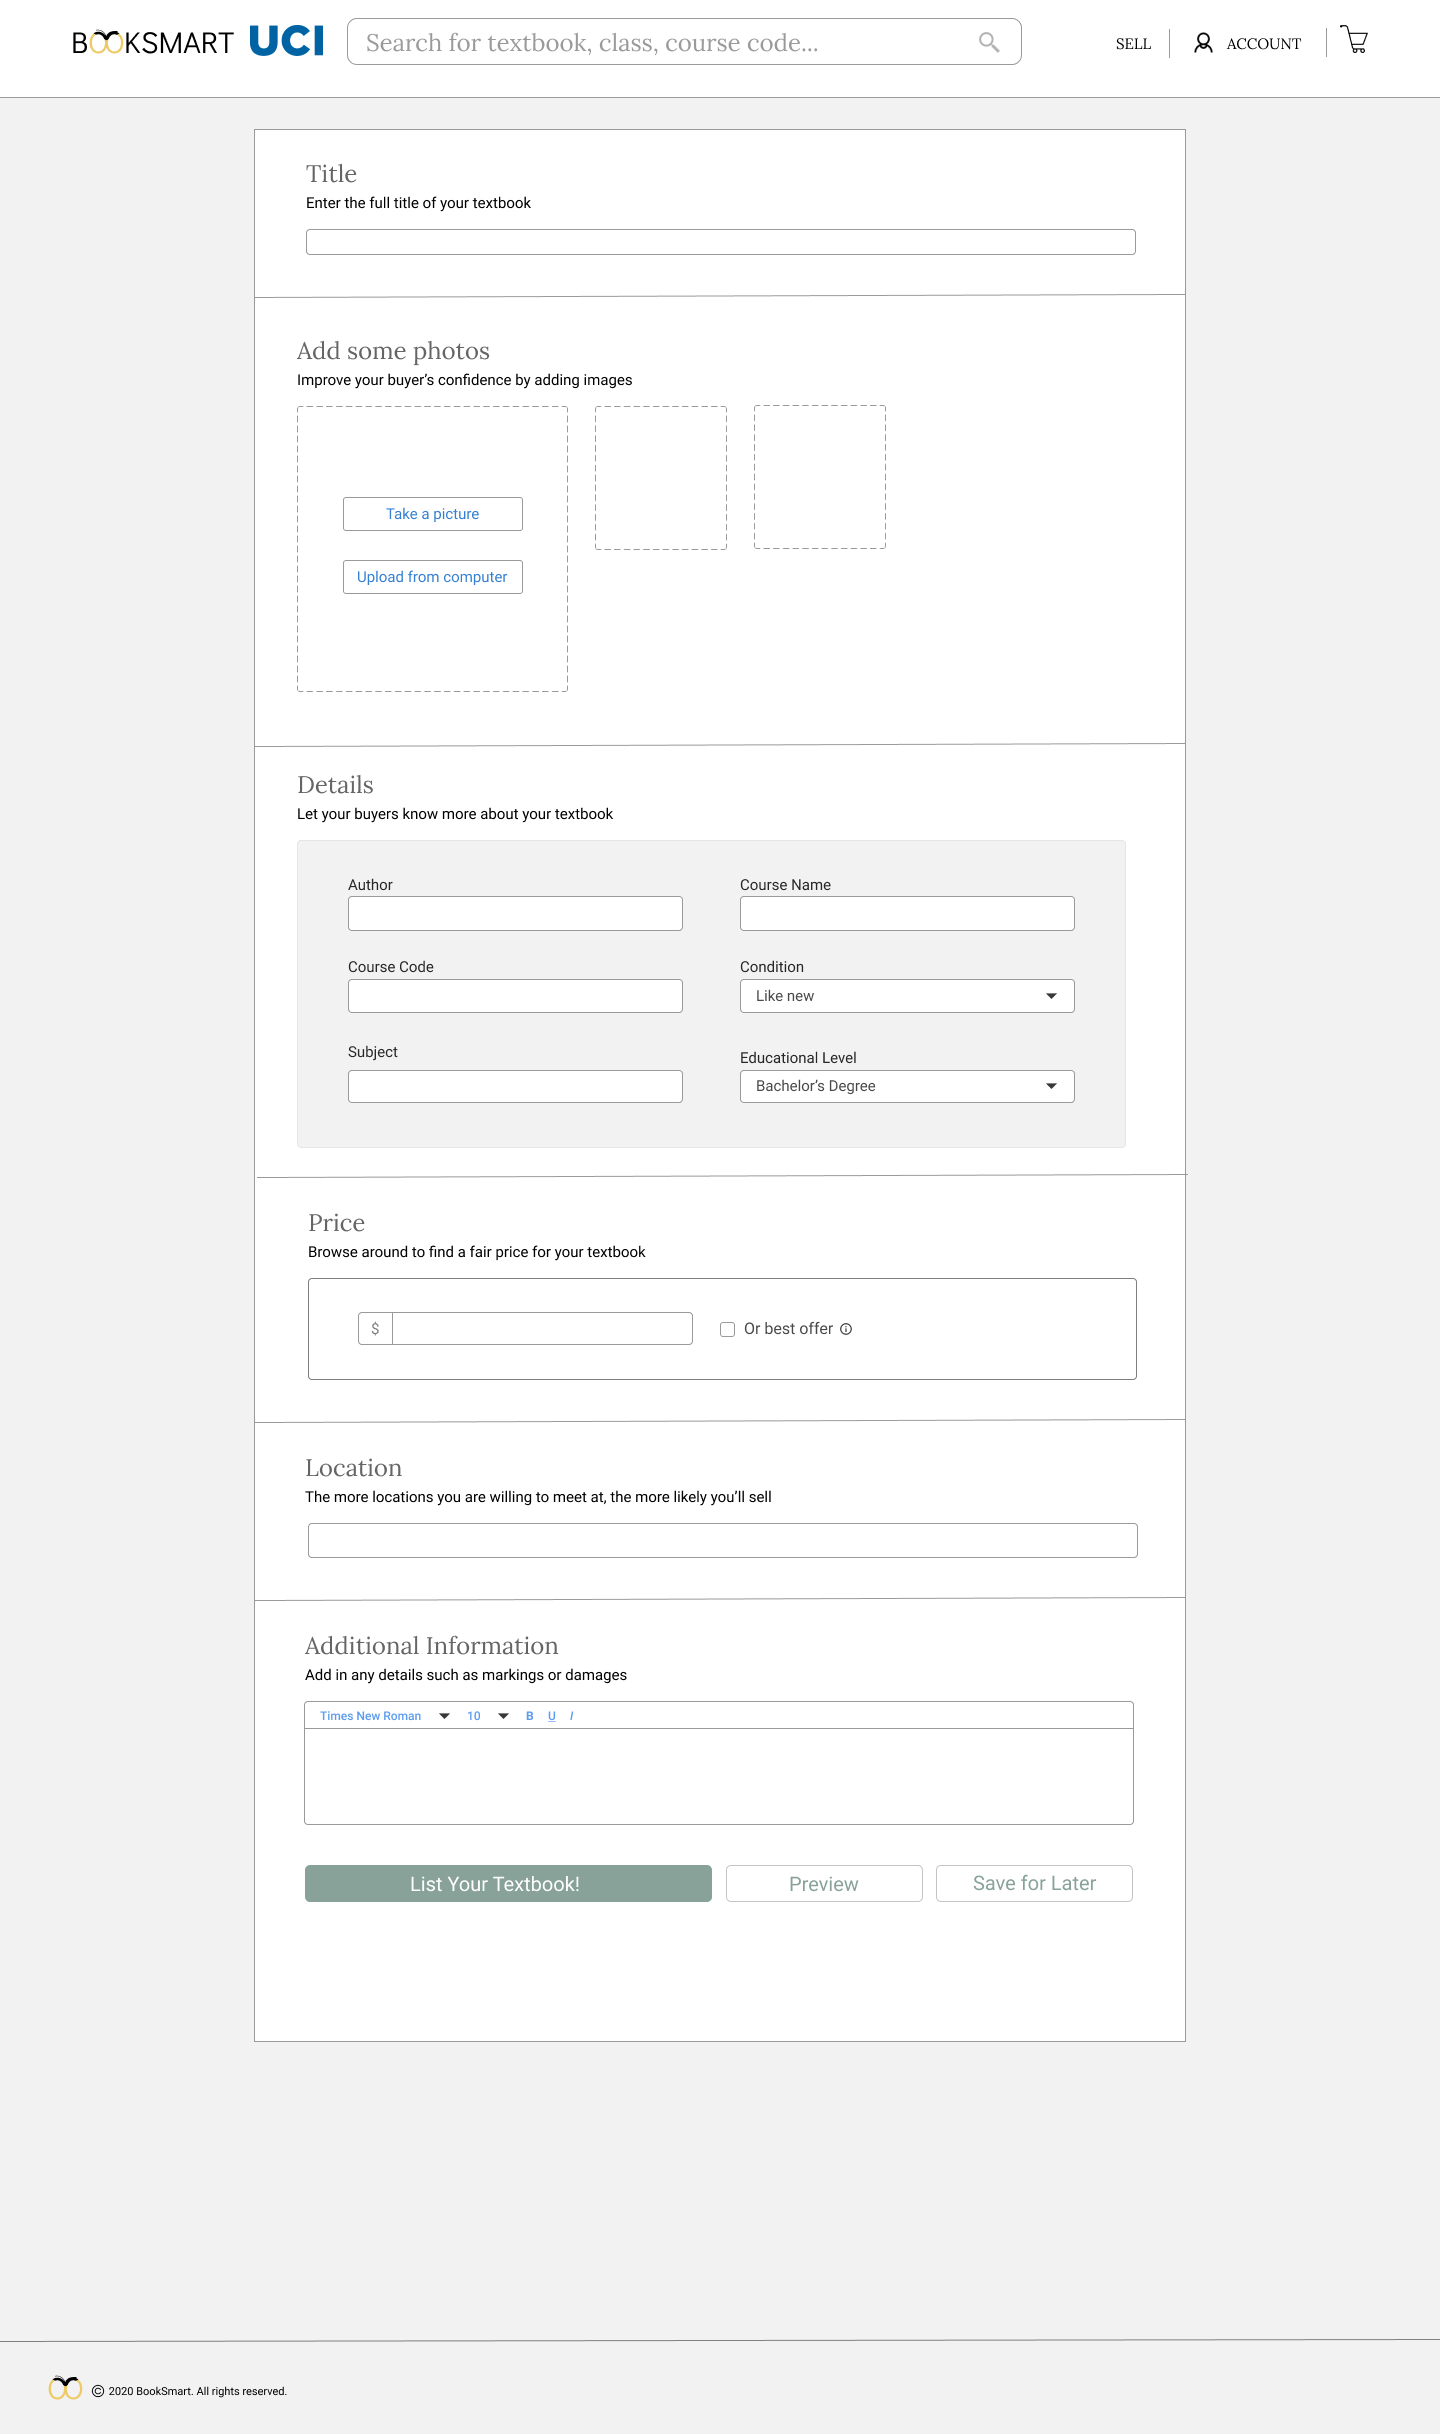 BOOKSMART UCI Search for textbook, class, course code... SELL ACCOUNT
Title
Enter the full title of your textbook
Add some photos
Improve your buyer's confidence by adding images
Take a picture
Upload from computer
Details
Let your buyers know more about your textbook
Author Course Name
Course Code Condition
Like new
Subject Educational Level
Bachelor's Degree
Price
Browse around to find a fair price for your textbook
$ Or best offer
Location
The more locations you are willing to meet at, the more likely you'll sell
Additional Information
Add in any details such as markings or damages
Times New Roman 10 B U I
List Your Textbook! Preview Save for Later
© 2020 BookSmart. All rights reserved.